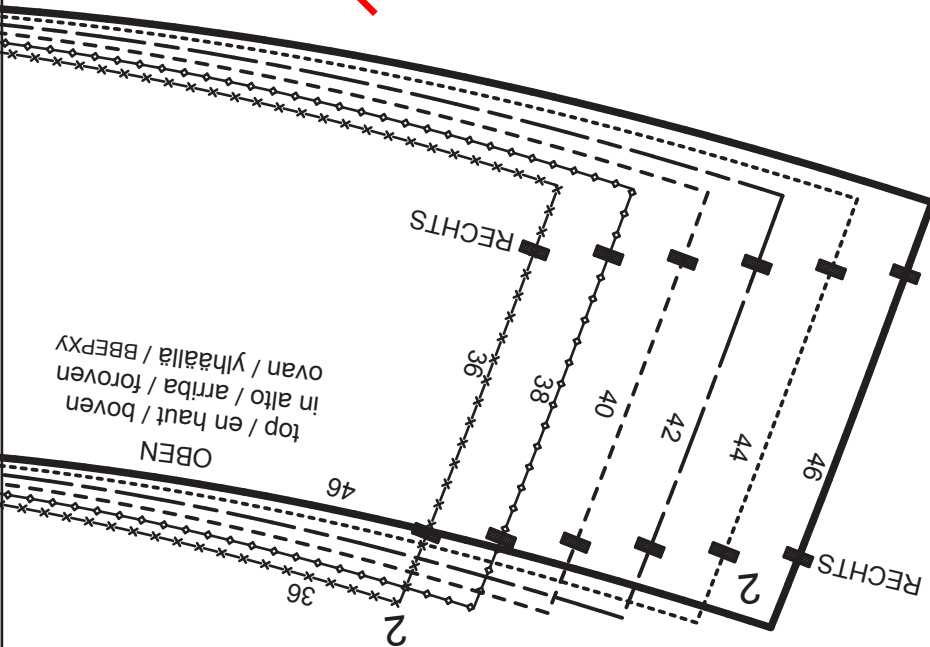 2
36
2
RECHTS
46
OBEN
top / en haut / boven
in alto / arriba / foroven
ovan / ylhäällä / ВВЕРХу
46
44
42
40
38
36
RECHTS